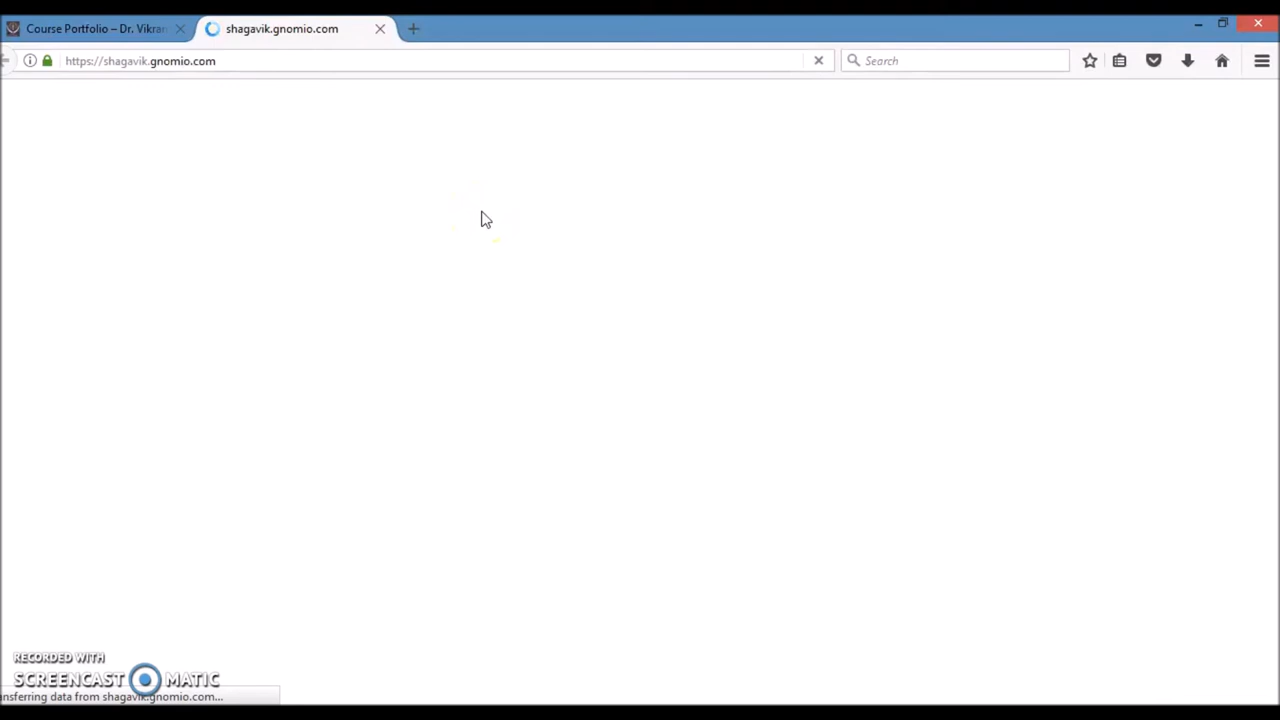 Course Portfolio – Dr. Vikran
shagavik.gnomio.com
https://shagavik.gnomio.com
Search
RECORDED WITH
SCREENCAST MATIC
nsferring data from shagavik.gnomio.com...